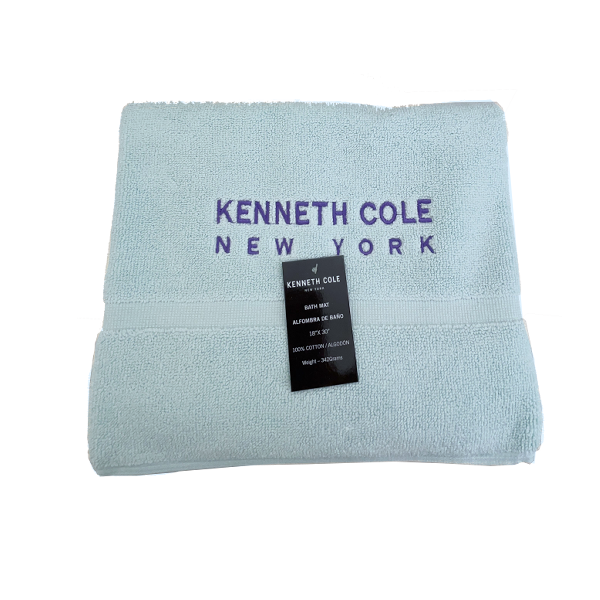 KENNETH COLE
NEW YORK
KENNETH COLE
NEW YORK
BATH MAT
ALFOMBRA DE BAÑO
18"X 30"
100% COTTON / ALGODÓN
Weight – 342Grams